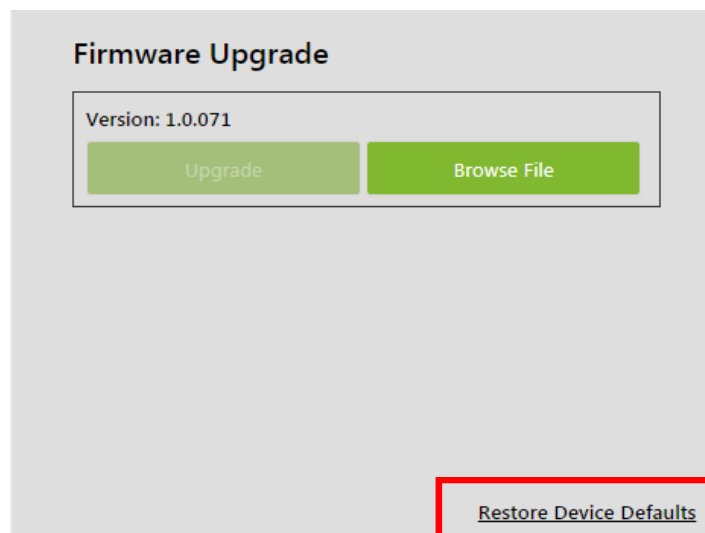 Firmware Upgrade
Version: 1.0.071
Upgrade Browse File
Restore Device Defaults